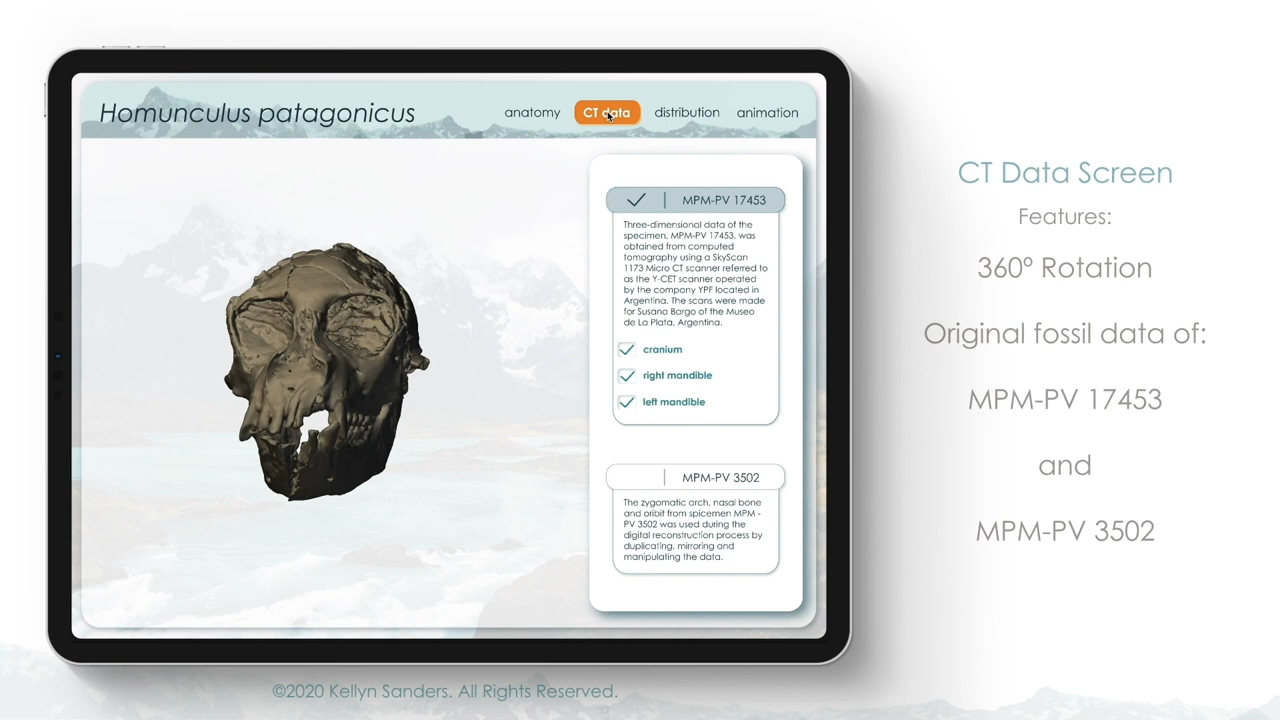 Homunculus patagonicus
anatomy
CT data
distribution
animation
MPM-PV 17453
Three-dimensional data of the
specimen, MPM-PV 17453, was
obtained from computed
tomography using a SkyScan
1173 Micro CT scanner referred to
as the Y-CET scanner operated
by the company YPF located in
Argentina. The scans were made
for Susana Bargo of the Museo
de La Plata, Argentina.
cranium
right mandible
left mandible
MPM-PV 3502
The zygomatic arch, nasal bone
and oribit from spicemen MPM -
PV 3502 was used during the
digital reconstruction process by
duplicating, mirroring and
manipulating the data.
CT Data Screen
Features:
360º Rotation
Original fossil data of:
MPM-PV 17453
and
MPM-PV 3502
©2020 Kellyn Sanders. All Rights Reserved.